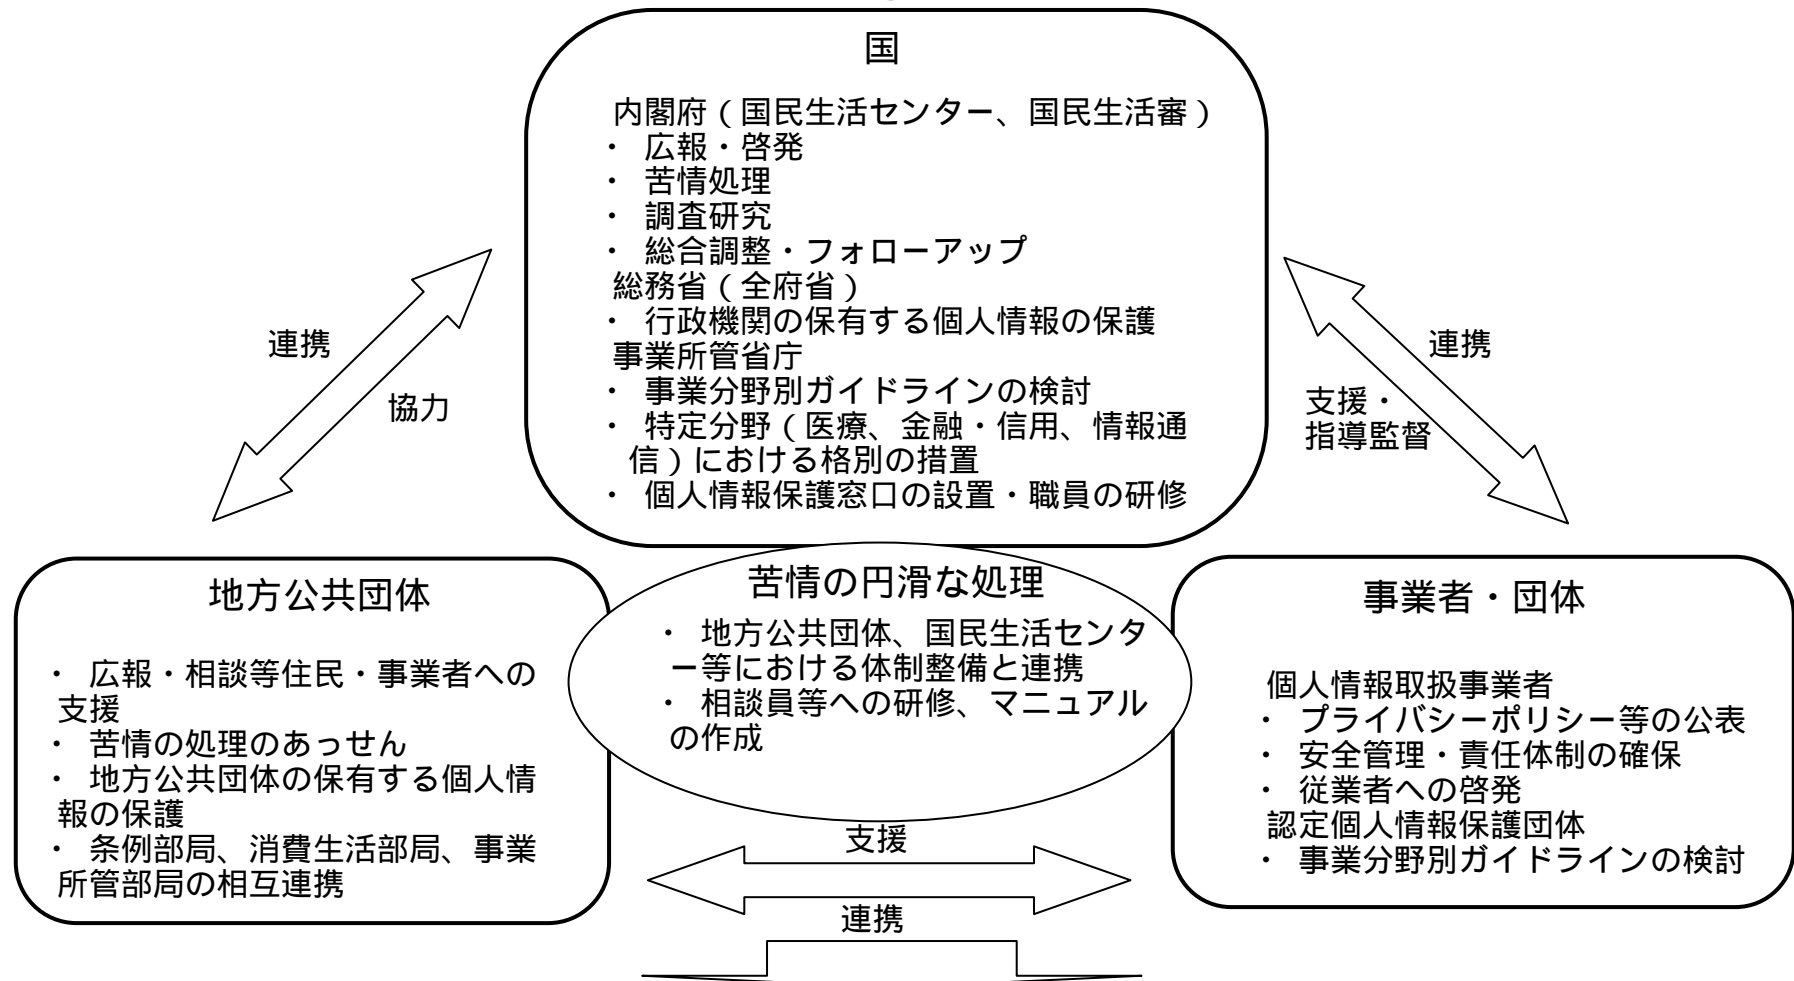 国
内閣府（国民生活センター、国民生活審）
・ 広報・啓発
・ 苦情処理
・ 調査研究
・ 総合調整・フォローアップ
総務省（全府省）
・ 行政機関の保有する個人情報の保護
事業所管省庁
・ 事業分野別ガイドラインの検討
・ 特定分野（医療、金融・信用、情報通
信）における格別の措置
・ 個人情報保護窓口の設置・職員の研修
連携
協力
連携
支援・
指導監督
地方公共団体
・ 広報・相談等住民・事業者への
支援
・ 苦情の処理のあっせん
・ 地方公共団体の保有する個人情
報の保護
・ 条例部局、消費生活部局、事業
所管部局の相互連携
苦情の円滑な処理
・ 地方公共団体、国民生活センタ
ー等における体制整備と連携
・ 相談員等への研修、マニュアル
の作成
事業者・団体
個人情報取扱事業者
・ プライバシーポリシー等の公表
・ 安全管理・責任体制の確保
・ 従業者への啓発
認定個人情報保護団体
・ 事業分野別ガイドラインの検討
支援
連携